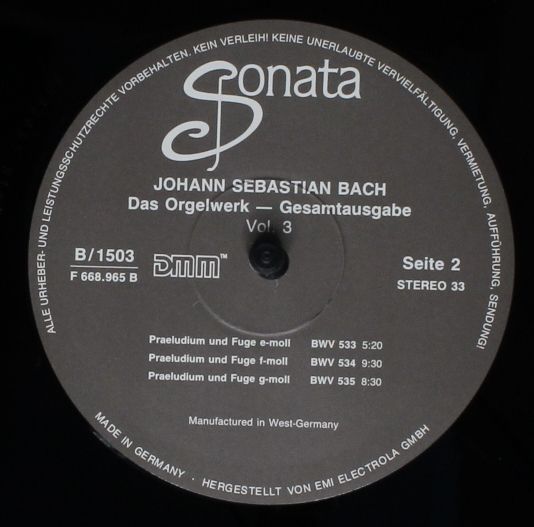 ALLE URHEBER- UND LEISTUNGSSCHUTZRECHTE VORBEHALTEN. KEIN VERLEIH! KEINE UNERLAUBTE VERVIELFÄLTIGUNG, VERMIETUNG, AUFFÜHRUNG, SENDUNG!
Sonata
JOHANN SEBASTIAN BACH
Das Orgelwerk — Gesamtausgabe
Vol. 3
B/1503
F 668.965 B
DMM™
Seite 2
STEREO 33
Praeludium und Fuge e-moll BWV 533 5:20
Praeludium und Fuge f-moll BWV 534 9:30
Praeludium und Fuge g-moll BWV 535 8:30
Manufactured in West-Germany
MADE IN GERMANY · HERGESTELLT VON EMI ELECTROLA GMBH